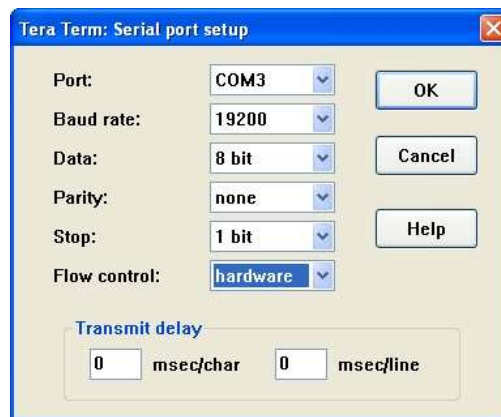 Tera Term: Serial port setup
Port: COM3 OK
Baud rate: 19200
Data: 8 bit Cancel
Parity: none
Stop: 1 bit Help
Flow control: hardware
Transmit delay
0 msec/char 0 msec/line